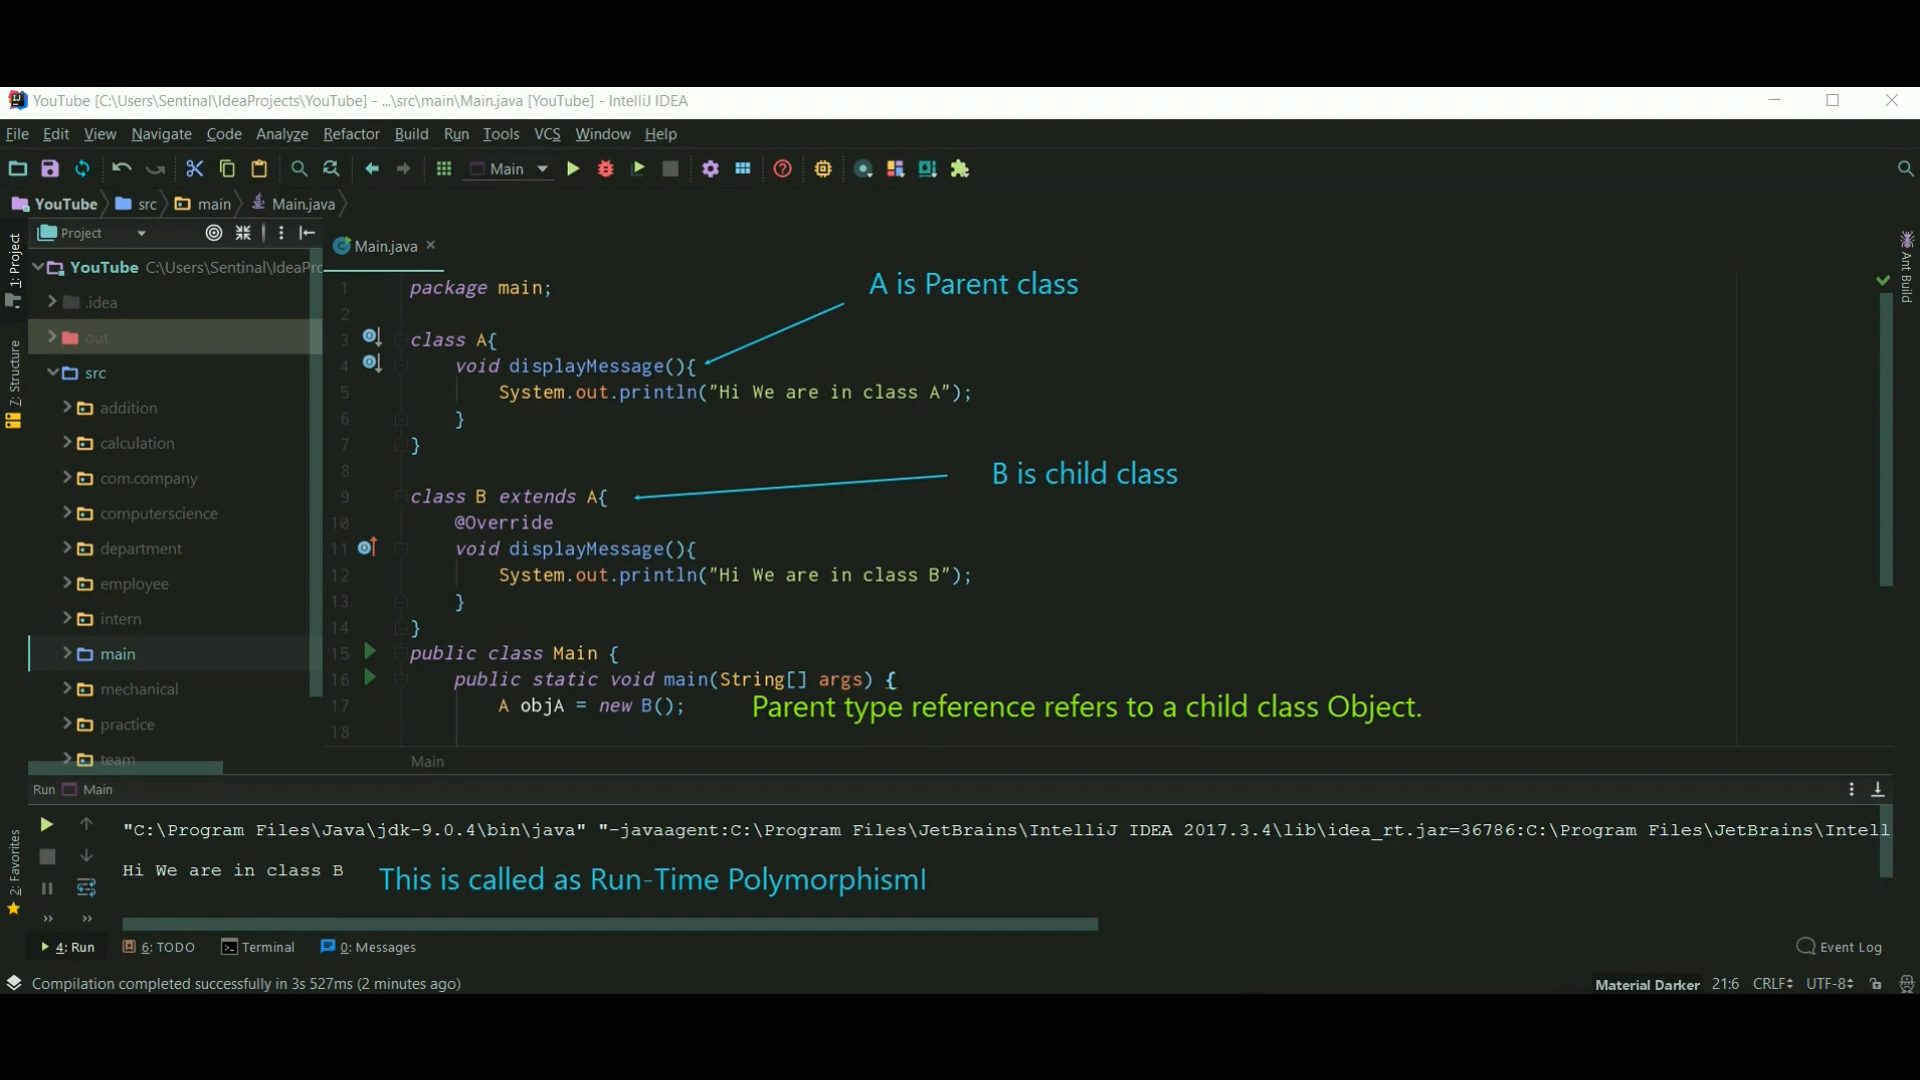 YouTube [C:\Users\Sentinal\IdeaProjects\YouTube] - ...\src\main\Main.java [YouTube] - IntelliJ IDEA
File Edit View Navigate Code Analyze Refactor Build Run Tools VCS Window Help
Main
YouTube src main Main.java
Project
Main.java
1: Project
Ant Build
YouTube C:\Users\Sentinal\IdeaPro
.idea
out
src
addition
calculation
com.company
computerscience
department
employee
intern
main
mechanical
practice
team
7: Structure
A is Parent class
1 package main;
2
3 class A{
4 void displayMessage(){
5 System.out.println("Hi We are in class A");
6 }
7 }
8
B is child class
9 class B extends A{
10 @Override
11 void displayMessage(){
12 System.out.println("Hi We are in class B");
13 }
14 }
15 public class Main {
16 public static void main(String[] args) {
17 A objA = new B(); Parent type reference refers to a child class Object.
18
Main
Run Main
"C:\Program Files\Java\jdk-9.0.4\bin\java" "-javaagent:C:\Program Files\JetBrains\IntelliJ IDEA 2017.3.4\lib\idea_rt.jar=36786:C:\Program Files\JetBrains\Intell
Hi We are in class B This is called as Run-Time Polymorphism!
2: Favorites
4: Run 6: TODO Terminal 0: Messages Event Log
Compilation completed successfully in 3s 527ms (2 minutes ago) Material Darker 21:6 CRLF UTF-8